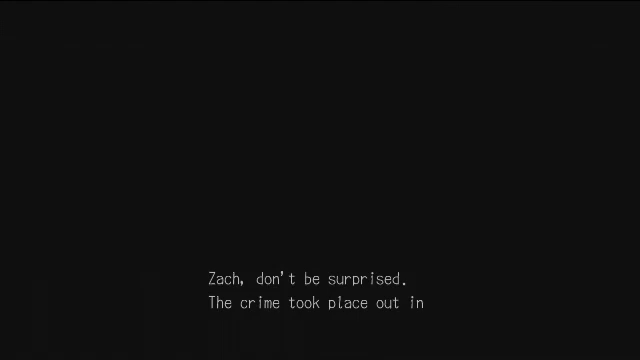 Zach, don't be surprised.
The crime took place out in